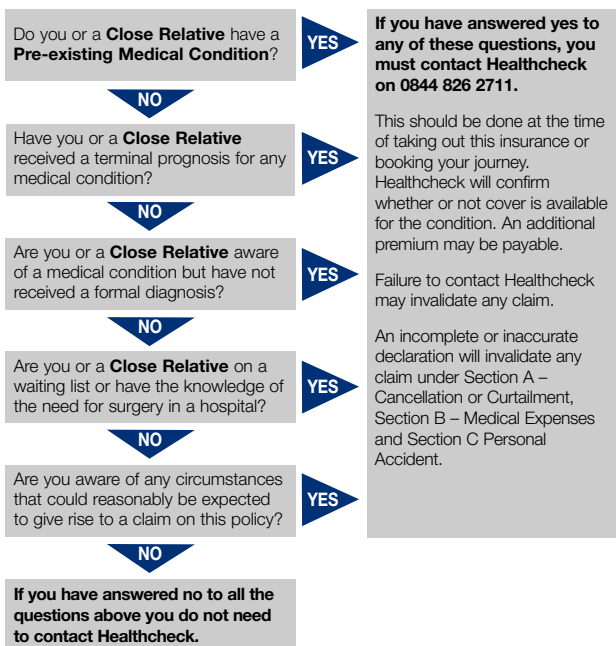 Do you or a Close Relative have a
Pre-existing Medical Condition?
YES
NO
Have you or a Close Relative
received a terminal prognosis for any
medical condition?
YES
NO
Are you or a Close Relative aware
of a medical condition but have not
received a formal diagnosis?
YES
NO
Are you or a Close Relative on a
waiting list or have the knowledge of
the need for surgery in a hospital?
YES
NO
Are you aware of any circumstances
that could reasonably be expected
to give rise to a claim on this policy?
YES
NO
If you have answered no to all the
questions above you do not need
to contact Healthcheck.
If you have answered yes to
any of these questions, you
must contact Healthcheck
on 0844 826 2711.
This should be done at the time
of taking out this insurance or
booking your journey.
Healthcheck will confirm
whether or not cover is available
for the condition. An additional
premium may be payable.
Failure to contact Healthcheck
may invalidate any claim.
An incomplete or inaccurate
declaration will invalidate any
claim under Section A –
Cancellation or Curtailment,
Section B – Medical Expenses
and Section C Personal
Accident.